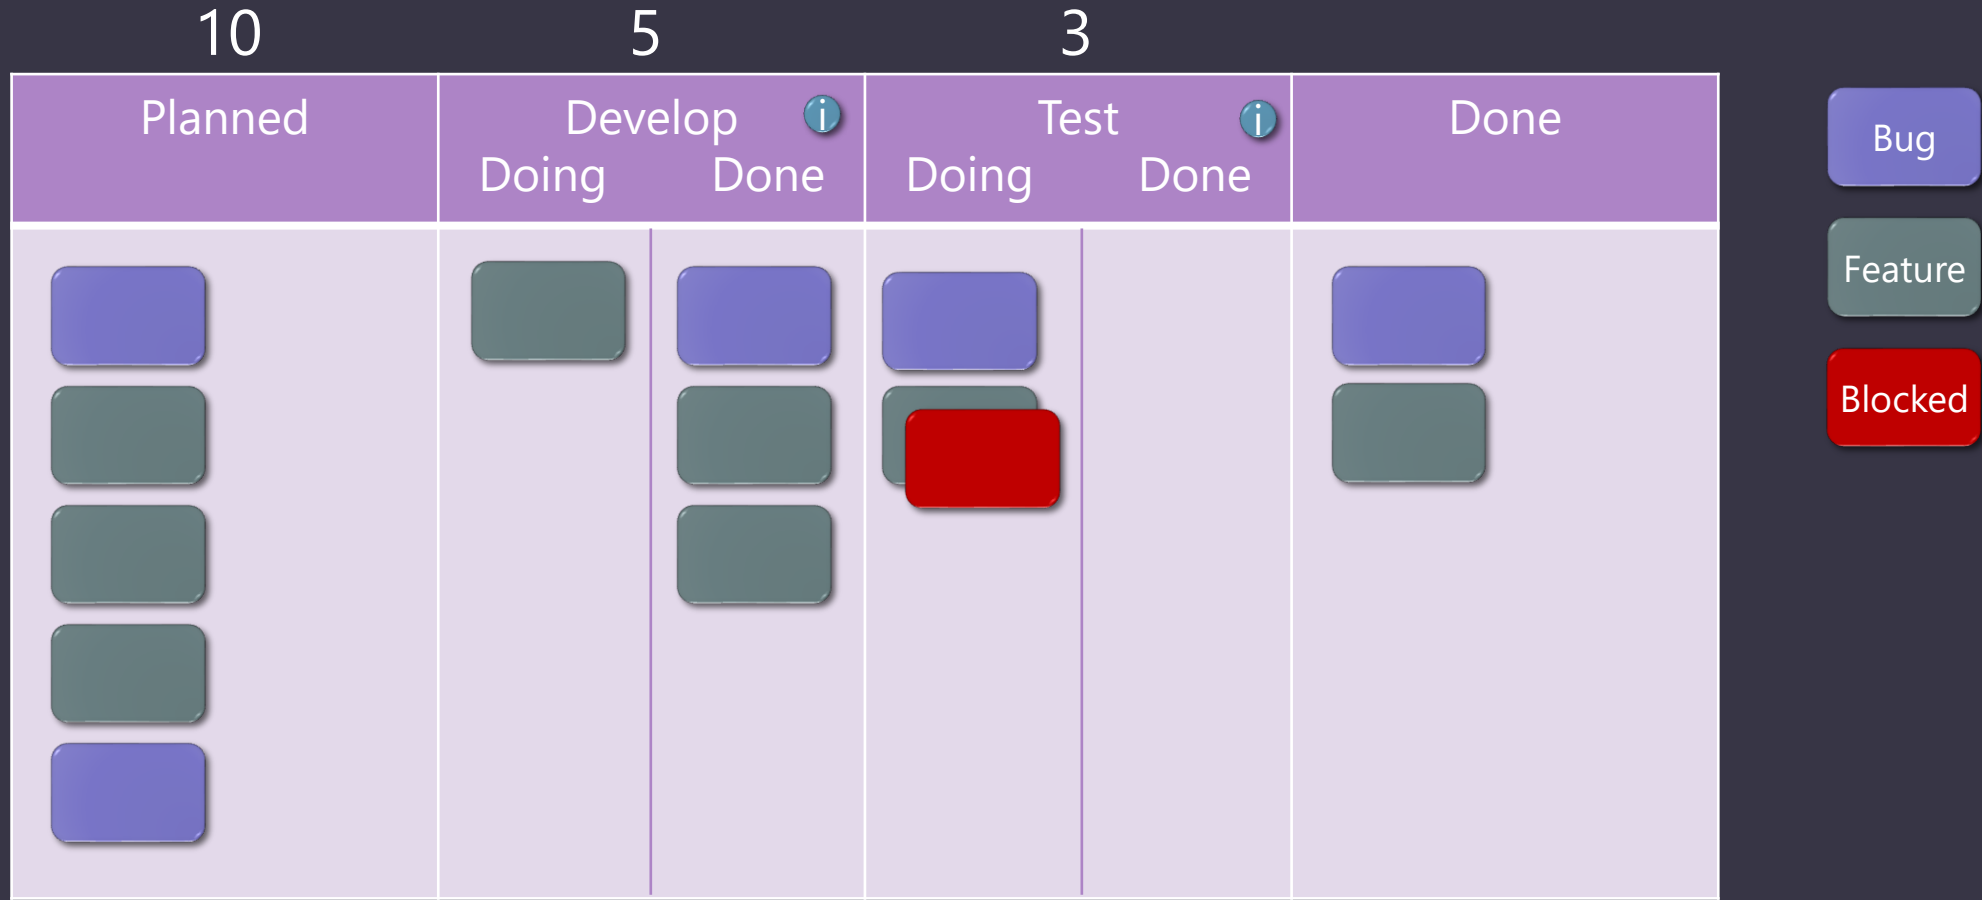 10 5 3
Planned Develop i Test i Done
Doing Done Doing Done
Bug
Feature
Blocked